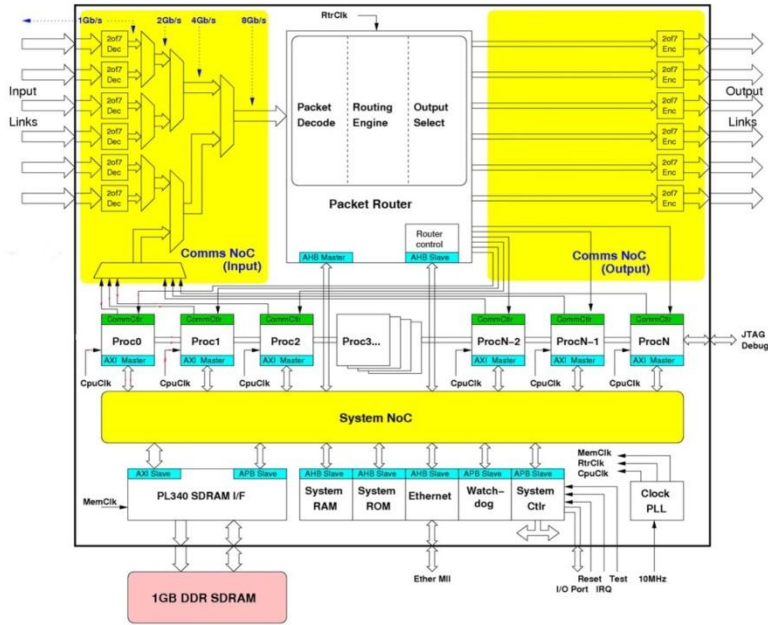 1Gb/s
2Gb/s
4Gb/s
8Gb/s
RtrClk
2of7
Dec
2of7
Dec
2of7
Dec
2of7
Dec
2of7
Dec
2of7
Dec
Input
Links
Packet
Decode
Routing
Engine
Output
Select
Packet Router
Router
control
AHB Master
AHB Slave
2of7
Enc
2of7
Enc
2of7
Enc
2of7
Enc
2of7
Enc
2of7
Enc
Output
Links
Comms NoC
(Input)
Comms NoC
(Output)
CommCtlr
Proc0
AXI Master
CommCtlr
Proc1
AXI Master
CommCtlr
Proc2
AXI Master
Proc3...
CommCtlr
ProcN-2
AXI Master
CommCtlr
ProcN-1
AXI Master
CommCtlr
ProcN
AXI Master
JTAG
Debug
CpuClk
CpuClk
CpuClk
CpuClk
CpuClk
CpuClk
System NoC
AXI Slave
APB Slave
PL340 SDRAM I/F
MemClk
AHB Slave
System
RAM
AHB Slave
System
ROM
AHB Slave
Ethernet
APB Slave
Watch-
dog
APB Slave
System
Ctlr
MemClk
RtrClk
CpuClk
Clock
PLL
1GB DDR SDRAM
Ether MII
Reset
Test
I/O Port
IRQ
10MHz